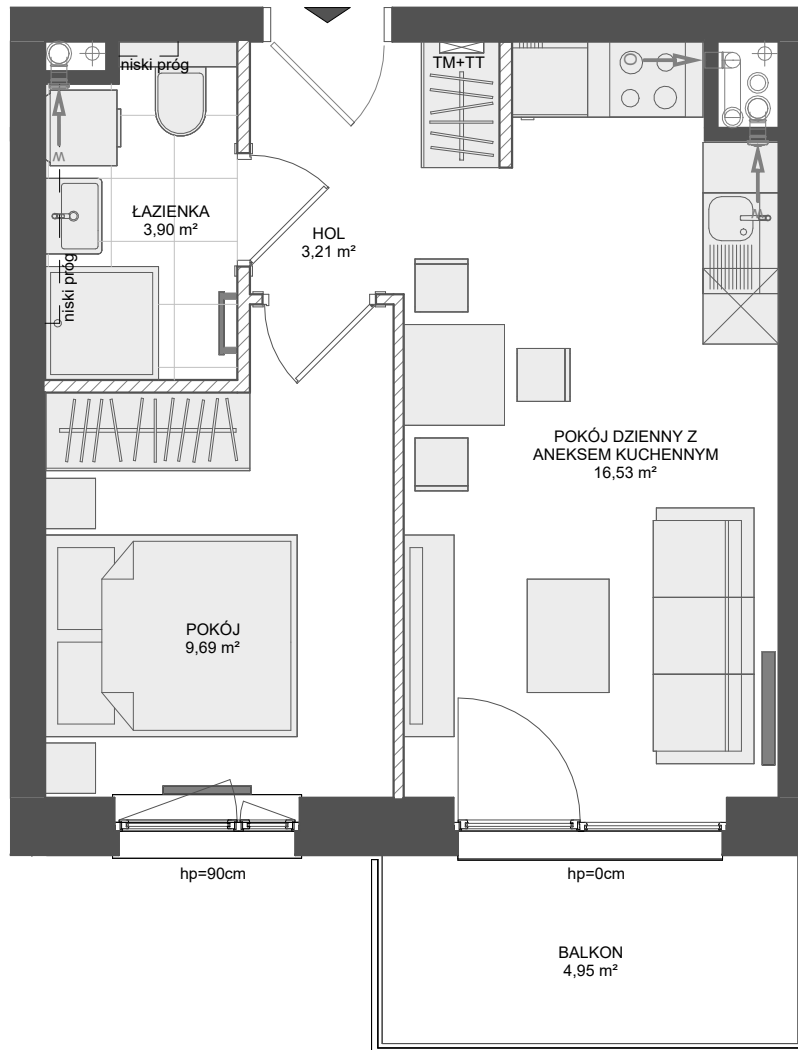 niski próg
TM+TT
ŁAZIENKA
3,90 m²
HOL
3,21 m²
niski próg
POKÓJ DZIENNY Z
ANEKSEM KUCHENNYM
16,53 m²
POKÓJ
9,69 m²
hp=90cm
hp=0cm
BALKON
4,95 m²